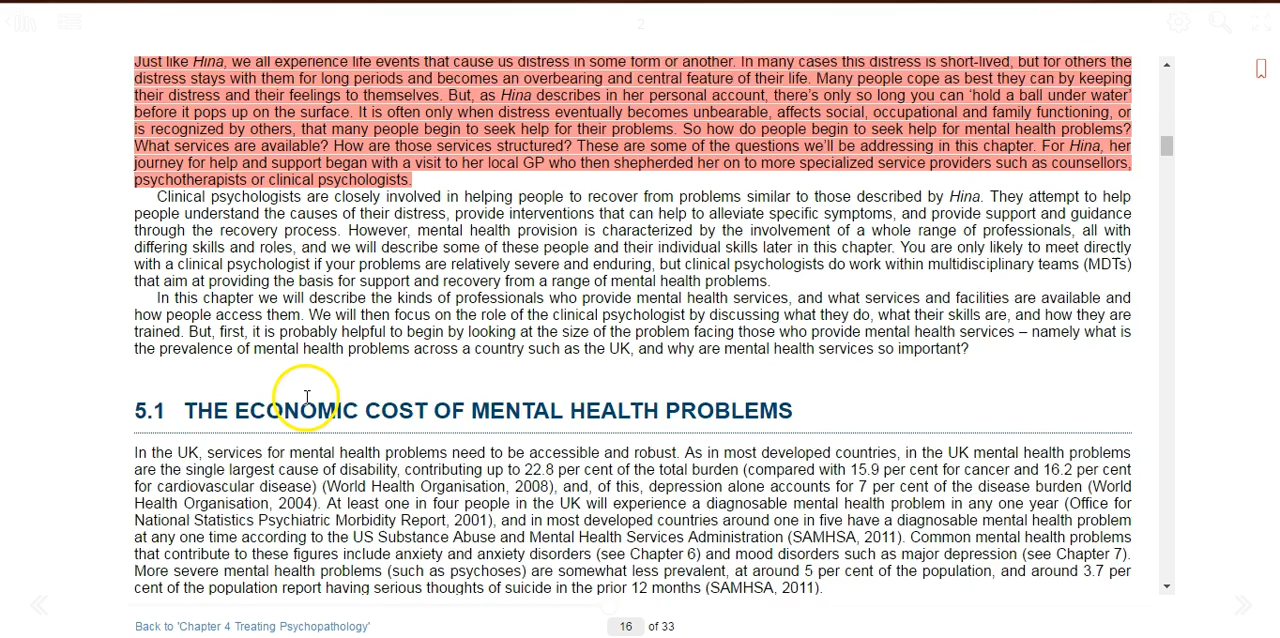 2
Just like Hina, we all experience life events that cause us distress in some form or another. In many cases this distress is short-lived, but for others the
distress stays with them for long periods and becomes an overbearing and central feature of their life. Many people cope as best they can by keeping
their distress and their feelings to themselves. But, as Hina describes in her personal account, there's only so long you can ‘hold a ball under water’
before it pops up on the surface. It is often only when distress eventually becomes unbearable, affects social, occupational and family functioning, or
is recognized by others, that many people begin to seek help for their problems. So how do people begin to seek help for mental health problems?
What services are available? How are those services structured? These are some of the questions we'll be addressing in this chapter. For Hina, her
journey for help and support began with a visit to her local GP who then shepherded her on to more specialized service providers such as counsellors,
psychotherapists or clinical psychologists.
Clinical psychologists are closely involved in helping people to recover from problems similar to those described by Hina. They attempt to help
people understand the causes of their distress, provide interventions that can help to alleviate specific symptoms, and provide support and guidance
through the recovery process. However, mental health provision is characterized by the involvement of a whole range of professionals, all with
differing skills and roles, and we will describe some of these people and their individual skills later in this chapter. You are only likely to meet directly
with a clinical psychologist if your problems are relatively severe and enduring, but clinical psychologists do work within multidisciplinary teams (MDTs)
that aim at providing the basis for support and recovery from a range of mental health problems.
In this chapter we will describe the kinds of professionals who provide mental health services, and what services and facilities are available and
how people access them. We will then focus on the role of the clinical psychologist by discussing what they do, what their skills are, and how they are
trained. But, first, it is probably helpful to begin by looking at the size of the problem facing those who provide mental health services – namely what is
the prevalence of mental health problems across a country such as the UK, and why are mental health services so important?
5.1 THE ECONOMIC COST OF MENTAL HEALTH PROBLEMS
In the UK, services for mental health problems need to be accessible and robust. As in most developed countries, in the UK mental health problems
are the single largest cause of disability, contributing up to 22.8 per cent of the total burden (compared with 15.9 per cent for cancer and 16.2 per cent
for cardiovascular disease) (World Health Organisation, 2008), and, of this, depression alone accounts for 7 per cent of the disease burden (World
Health Organisation, 2004). At least one in four people in the UK will experience a diagnosable mental health problem in any one year (Office for
National Statistics Psychiatric Morbidity Report, 2001), and in most developed countries around one in five have a diagnosable mental health problem
at any one time according to the US Substance Abuse and Mental Health Services Administration (SAMHSA, 2011). Common mental health problems
that contribute to these figures include anxiety and anxiety disorders (see Chapter 6) and mood disorders such as major depression (see Chapter 7).
More severe mental health problems (such as psychoses) are somewhat less prevalent, at around 5 per cent of the population, and around 3.7 per
cent of the population report having serious thoughts of suicide in the prior 12 months (SAMHSA, 2011).
Back to 'Chapter 4 Treating Psychopathology' 16 of 33